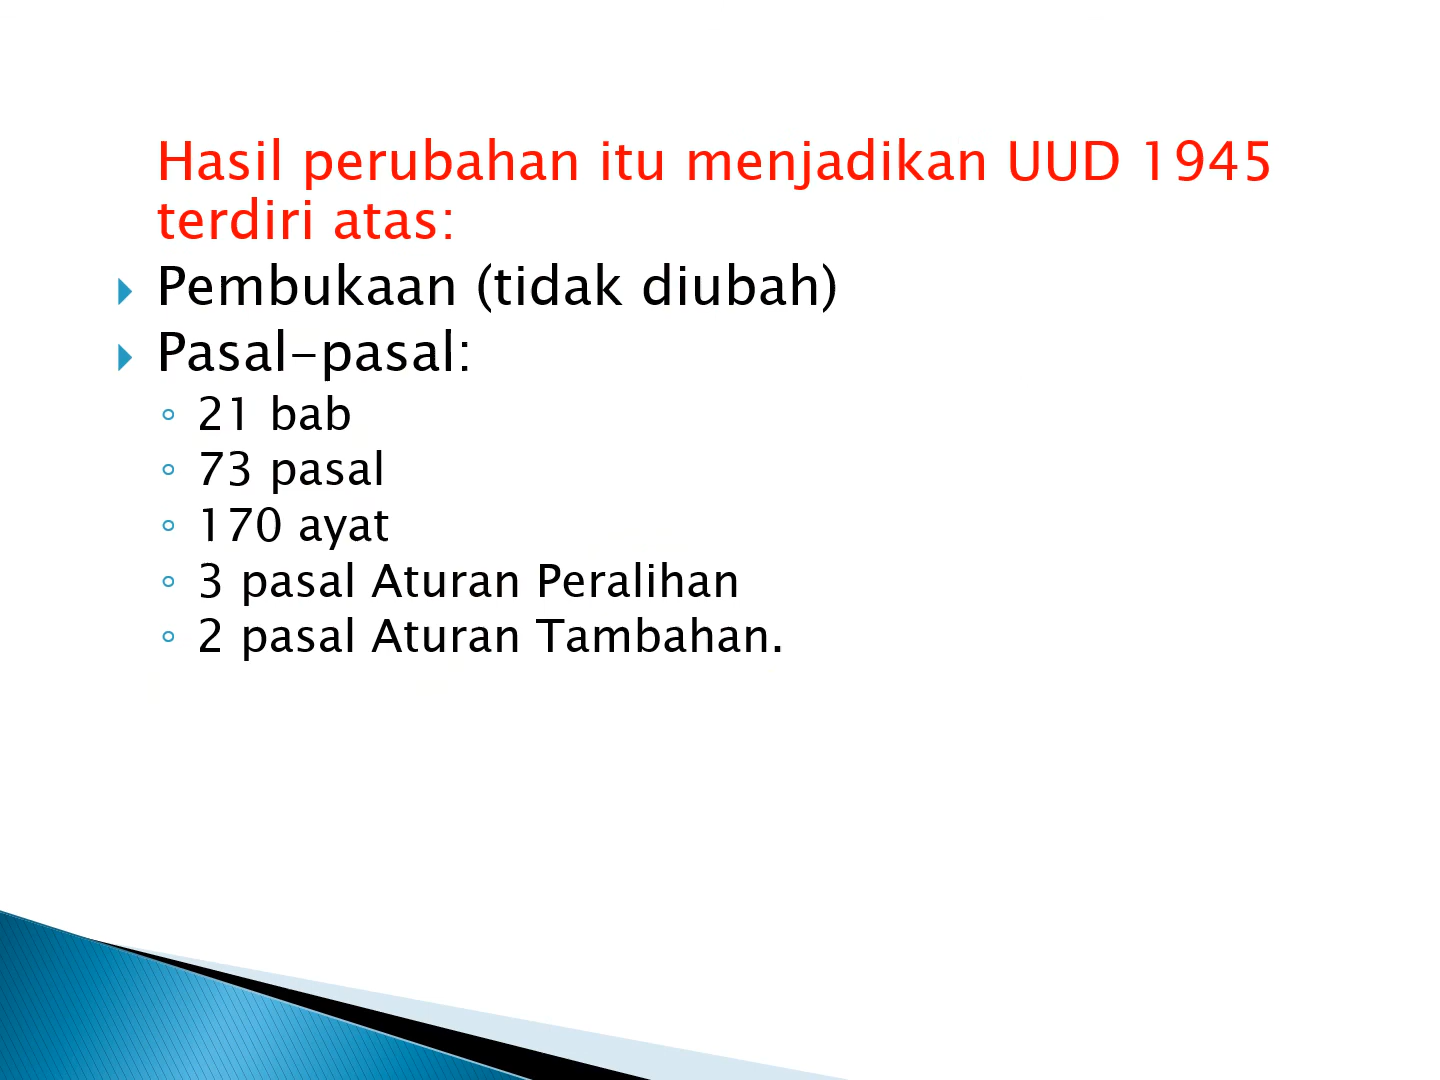 Hasil perubahan itu menjadikan UUD 1945
terdiri atas:
Pembukaan (tidak diubah)
Pasal-pasal:
21 bab
73 pasal
170 ayat
3 pasal Aturan Peralihan
2 pasal Aturan Tambahan.